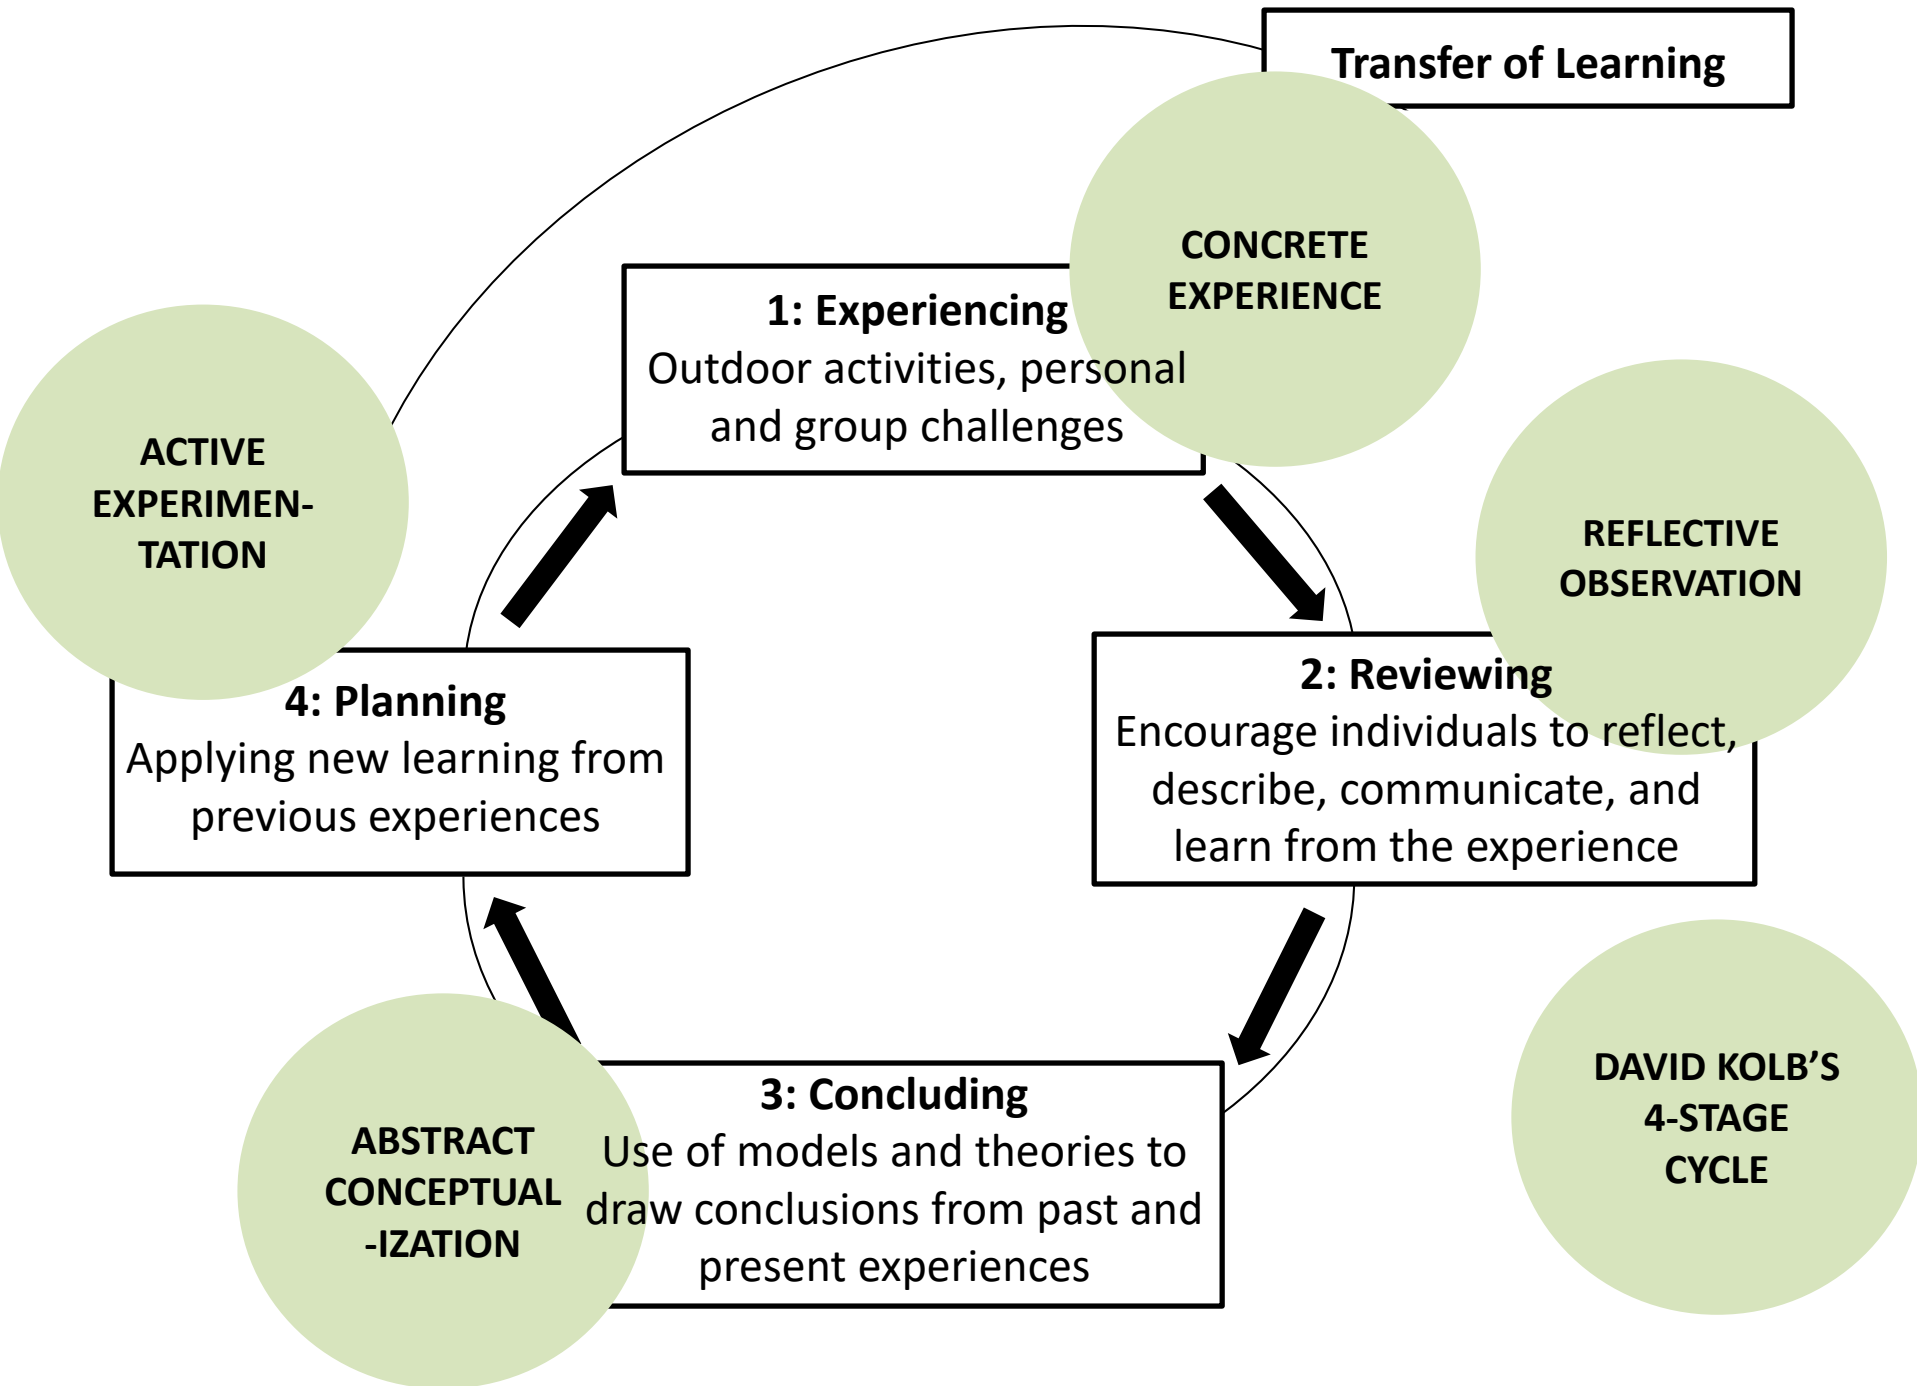 Transfer of Learning
CONCRETE
EXPERIENCE
1: Experiencing
Outdoor activities, personal
and group challenges
ACTIVE
EXPERIMEN-
TATION
REFLECTIVE
OBSERVATION
2: Reviewing
Encourage individuals to reflect,
describe, communicate, and
learn from the experience
4: Planning
Applying new learning from
previous experiences
3: Concluding
Use of models and theories to
draw conclusions from past and
present experiences
ABSTRACT
CONCEPTUAL
-IZATION
DAVID KOLB’S
4-STAGE
CYCLE